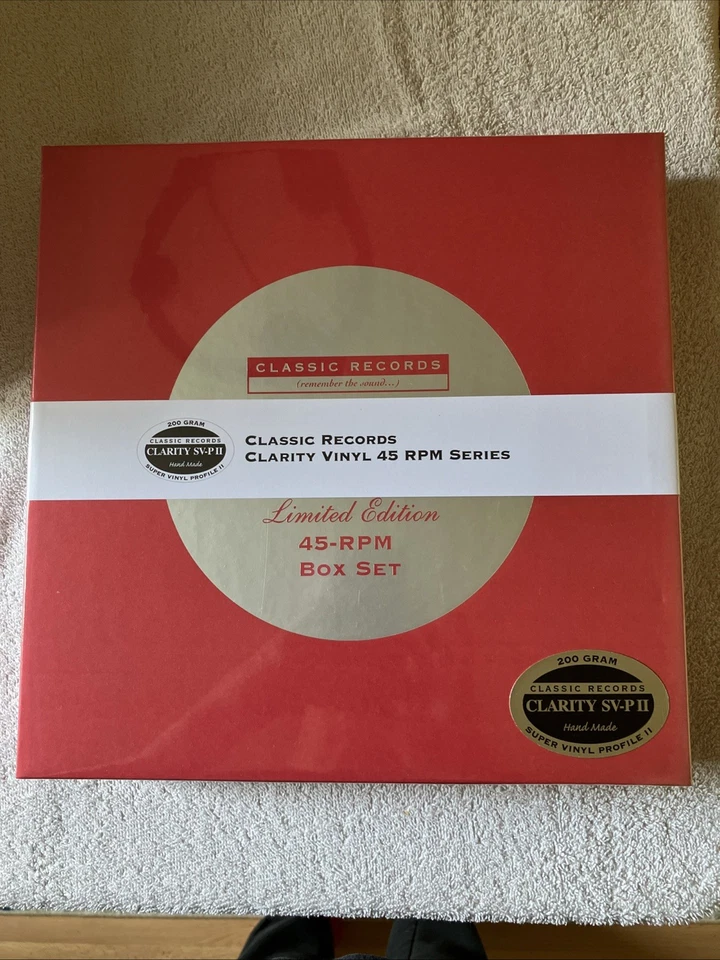 CLASSIC RECORDS
(remember the sound...)
200 GRAM
CLASSIC RECORDS
CLARITY SV-P II
Hand Made
SUPER VINYL PROFILE II
CLASSIC RECORDS
CLARITY VINYL 45 RPM SERIES
Limited Edition
45-RPM
BOX SET
200 GRAM
CLASSIC RECORDS
CLARITY SV-P II
Hand Made
SUPER VINYL PROFILE II